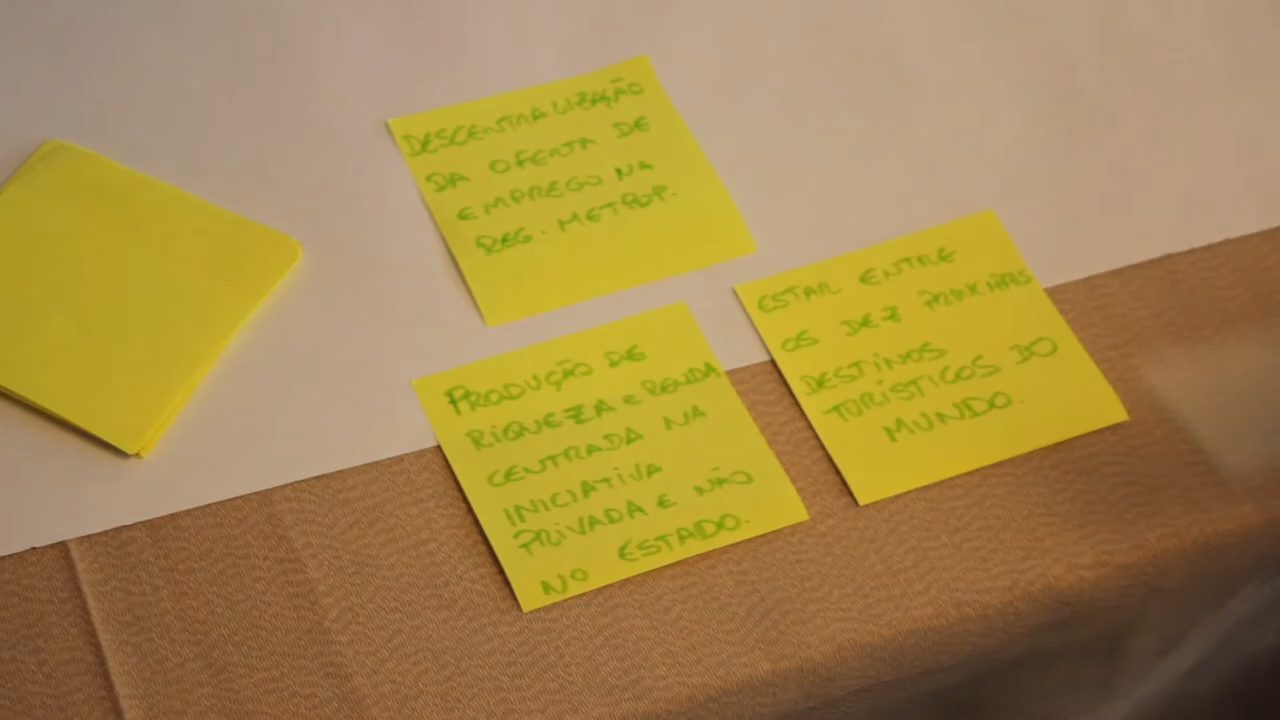 DESCENTRALIZAÇÃO
DA OFERTA DE
EMPREGO NA
REG. METROP.
PRODUÇÃO DE
RIQUEZA E RENDA
CENTRADA NA
INICIATIVA
PRIVADA E NÃO
NO ESTADO.
ESTAR ENTRE
OS DEZ PRINCIPAIS
DESTINOS
TURÍSTICOS DO
MUNDO.